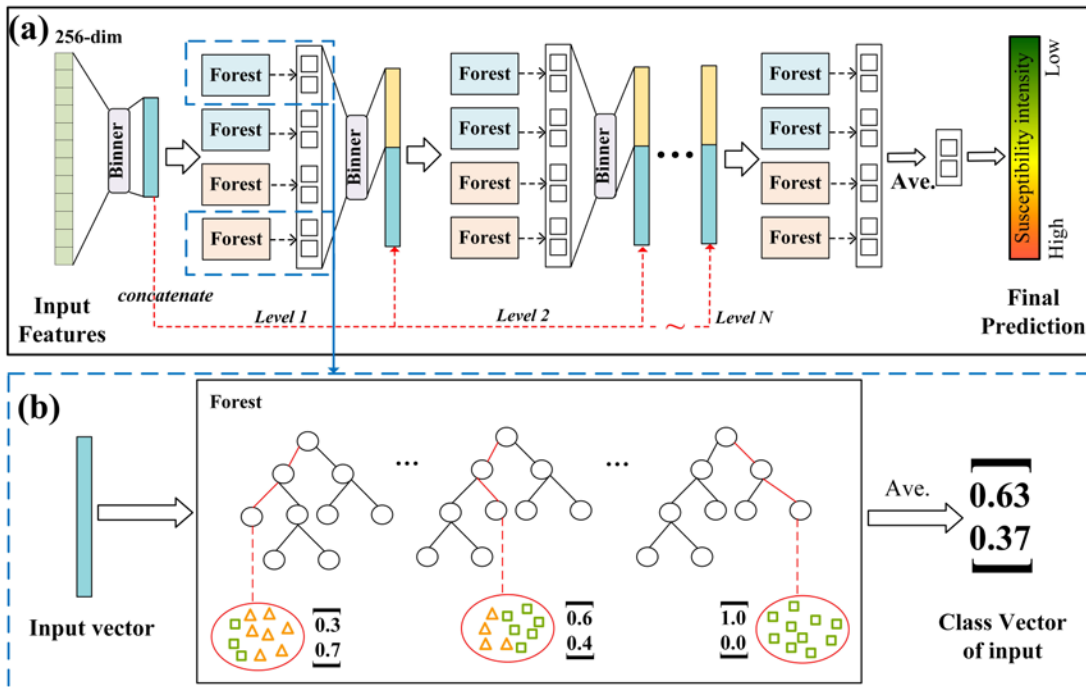 (a)
256-dim
Binner
Forest
Forest
Forest
Forest
Binner
Forest
Forest
Forest
Forest
Binner
•••
Forest
Forest
Forest
Forest
Ave.
Susceptibility intensity
Low
High
Input
Features
concatenate
Level 1
Level 2
~
Level N
Final
Prediction
(b)
Forest
...
...
Input vector
0.3
0.7
0.6
0.4
1.0
0.0
Ave.
0.63
0.37
Class Vector
of input